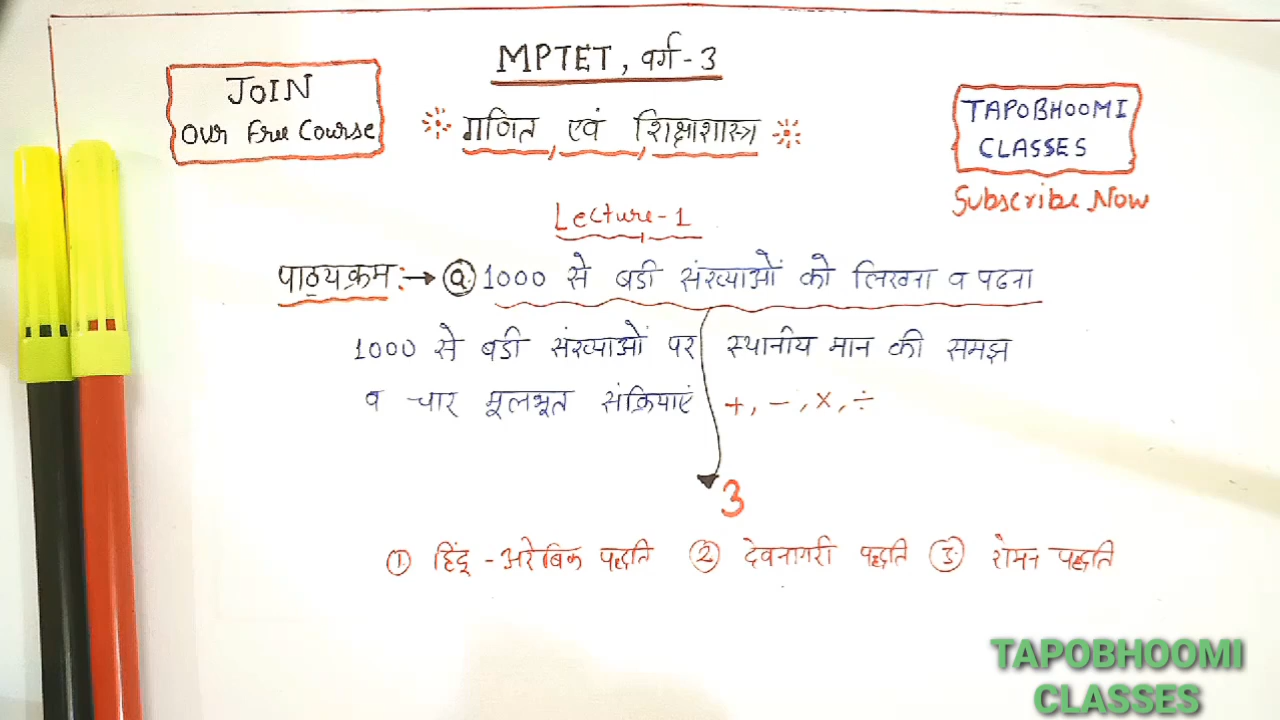 MPTET, वर्ग - 3
JOIN
Our Free Course
गणित एवं शिक्षाशास्त्र
TAPOBHOOMI
CLASSES
Subscribe Now
Lecture - 1
पाठ्यक्रम :→ @ 1000 से बडी संख्याओं को लिखना व पढना
1000 से बडी संख्याओं पर स्थानीय मान की समझ
व चार मूलभूत संक्रियाएं +, -, ×, ÷
3
① हिंदू - अरेबिक पद्धति ② देवनागरी पद्धति ③ रोमन पद्धति
TAPOBHOOMI
CLASSES